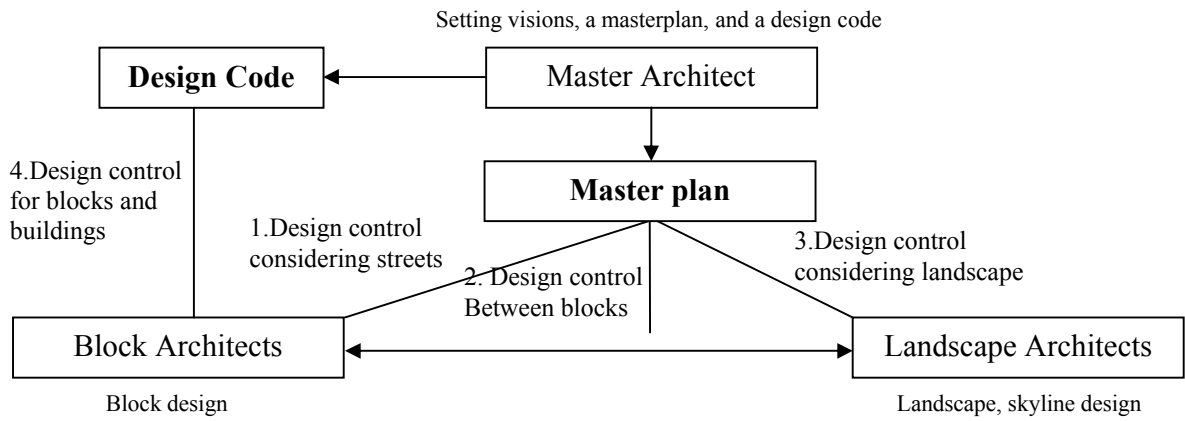 Setting visions, a masterplan, and a design code
Design Code
Master Architect
4.Design control
for blocks and
buildings
Master plan
1.Design control
considering streets
2. Design control
Between blocks
3.Design control
considering landscape
Block Architects
Landscape Architects
Block design
Landscape, skyline design